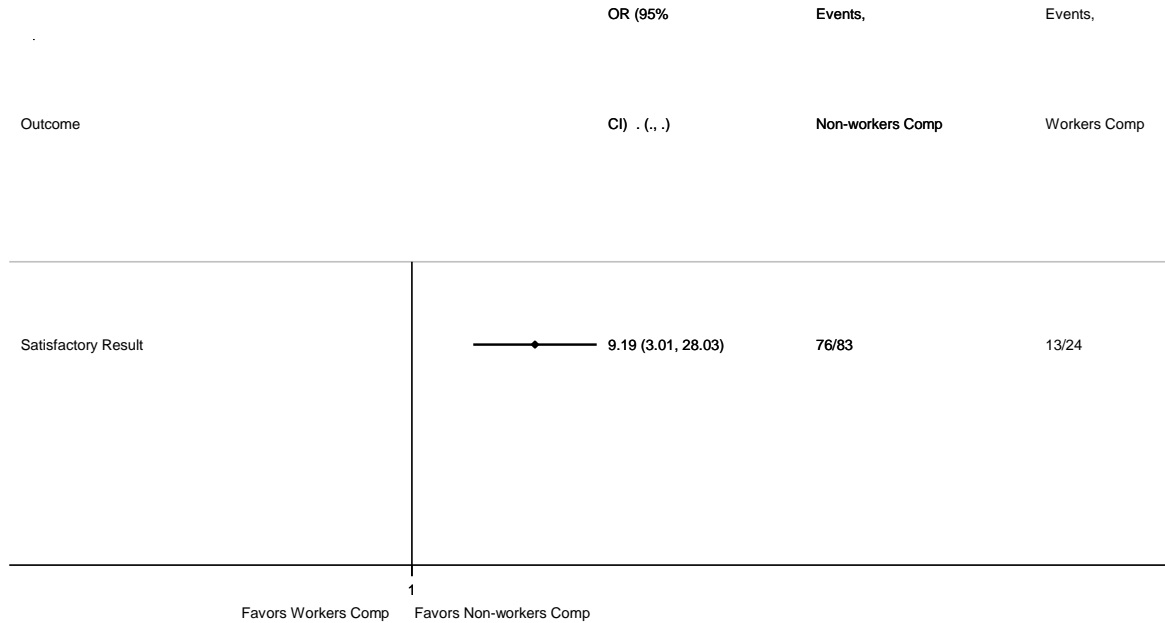 OR (95% Events, Events,
.
Outcome CI) . (., .) Non-workers Comp Workers Comp
Satisfactory Result 9.19 (3.01, 28.03) 76/83 13/24
1
Favors Workers Comp Favors Non-workers Comp